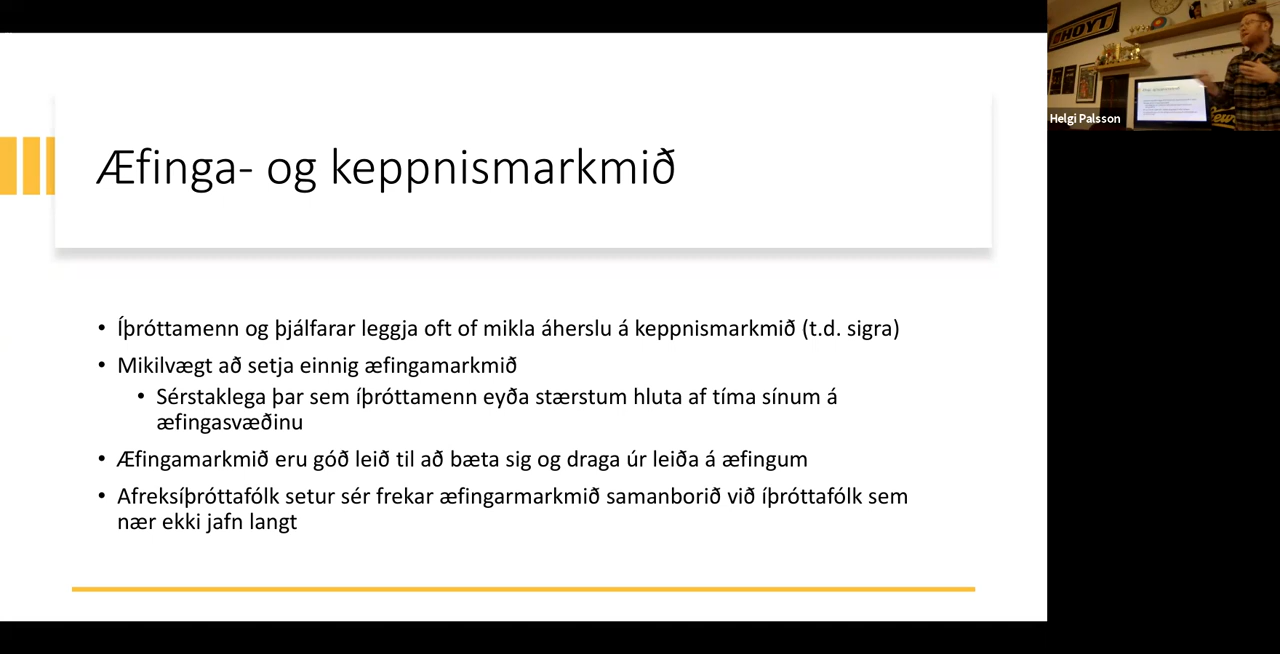 Æfinga- og keppnismarkmið
• Íþróttamenn og þjálfarar leggja oft of mikla áherslu á keppnismarkmið (t.d. sigra)
• Mikilvægt að setja einnig æfingamarkmið
• Sérstaklega þar sem íþróttamenn eyða stærstum hluta af tíma sínum á
æfingasvæðinu
• Æfingamarkmið eru góð leið til að bæta sig og draga úr leiða á æfingum
• Afreksíþróttafólk setur sér frekar æfingarmarkmið samanborið við íþróttafólk sem
nær ekki jafn langt
HOYT
Helgi Palsson